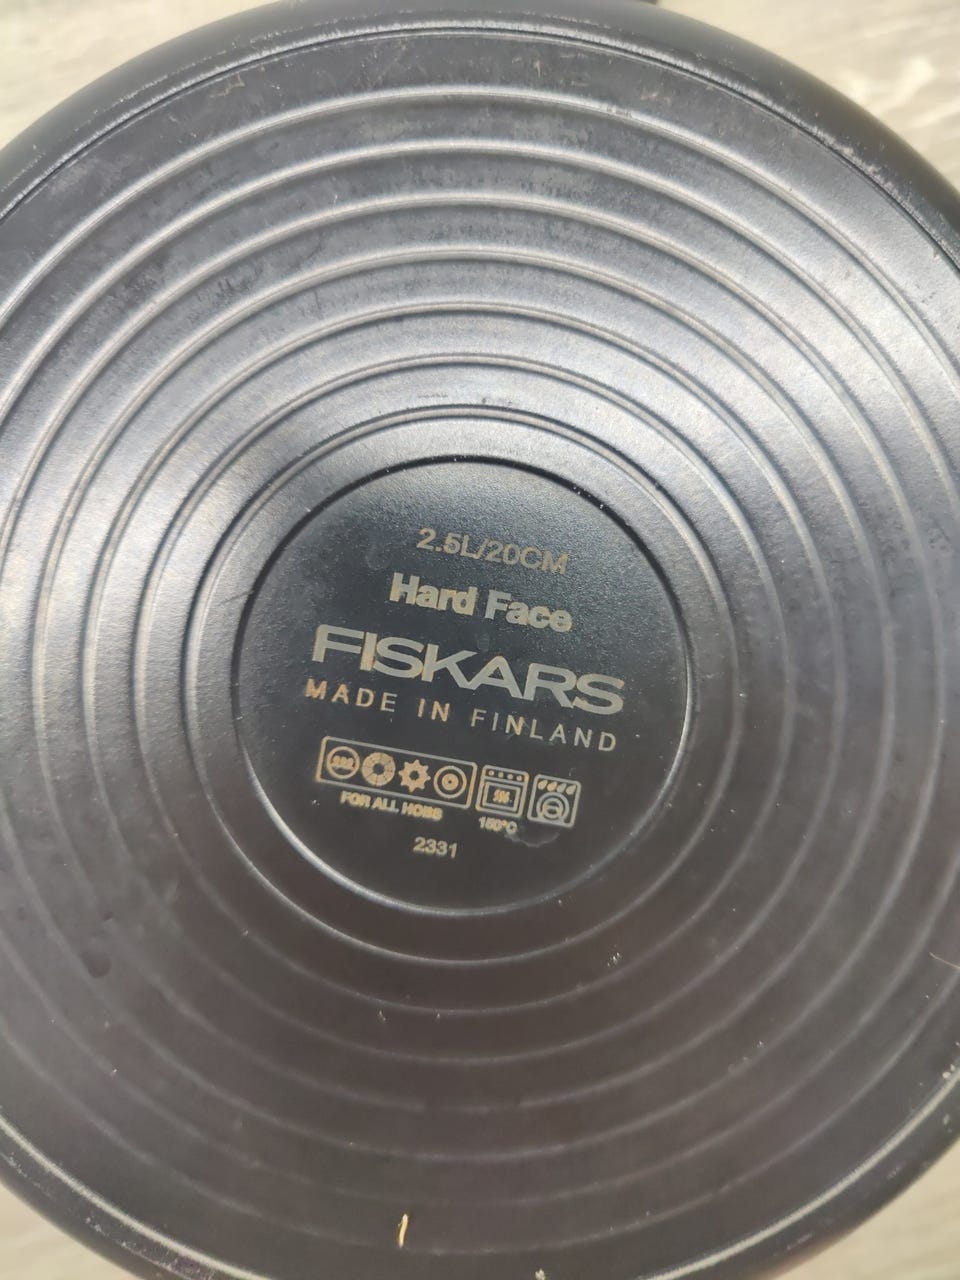 2.5L/20CM
Hard Face
FISKARS
MADE IN FINLAND
FOR ALL HOBS
150°C
2331